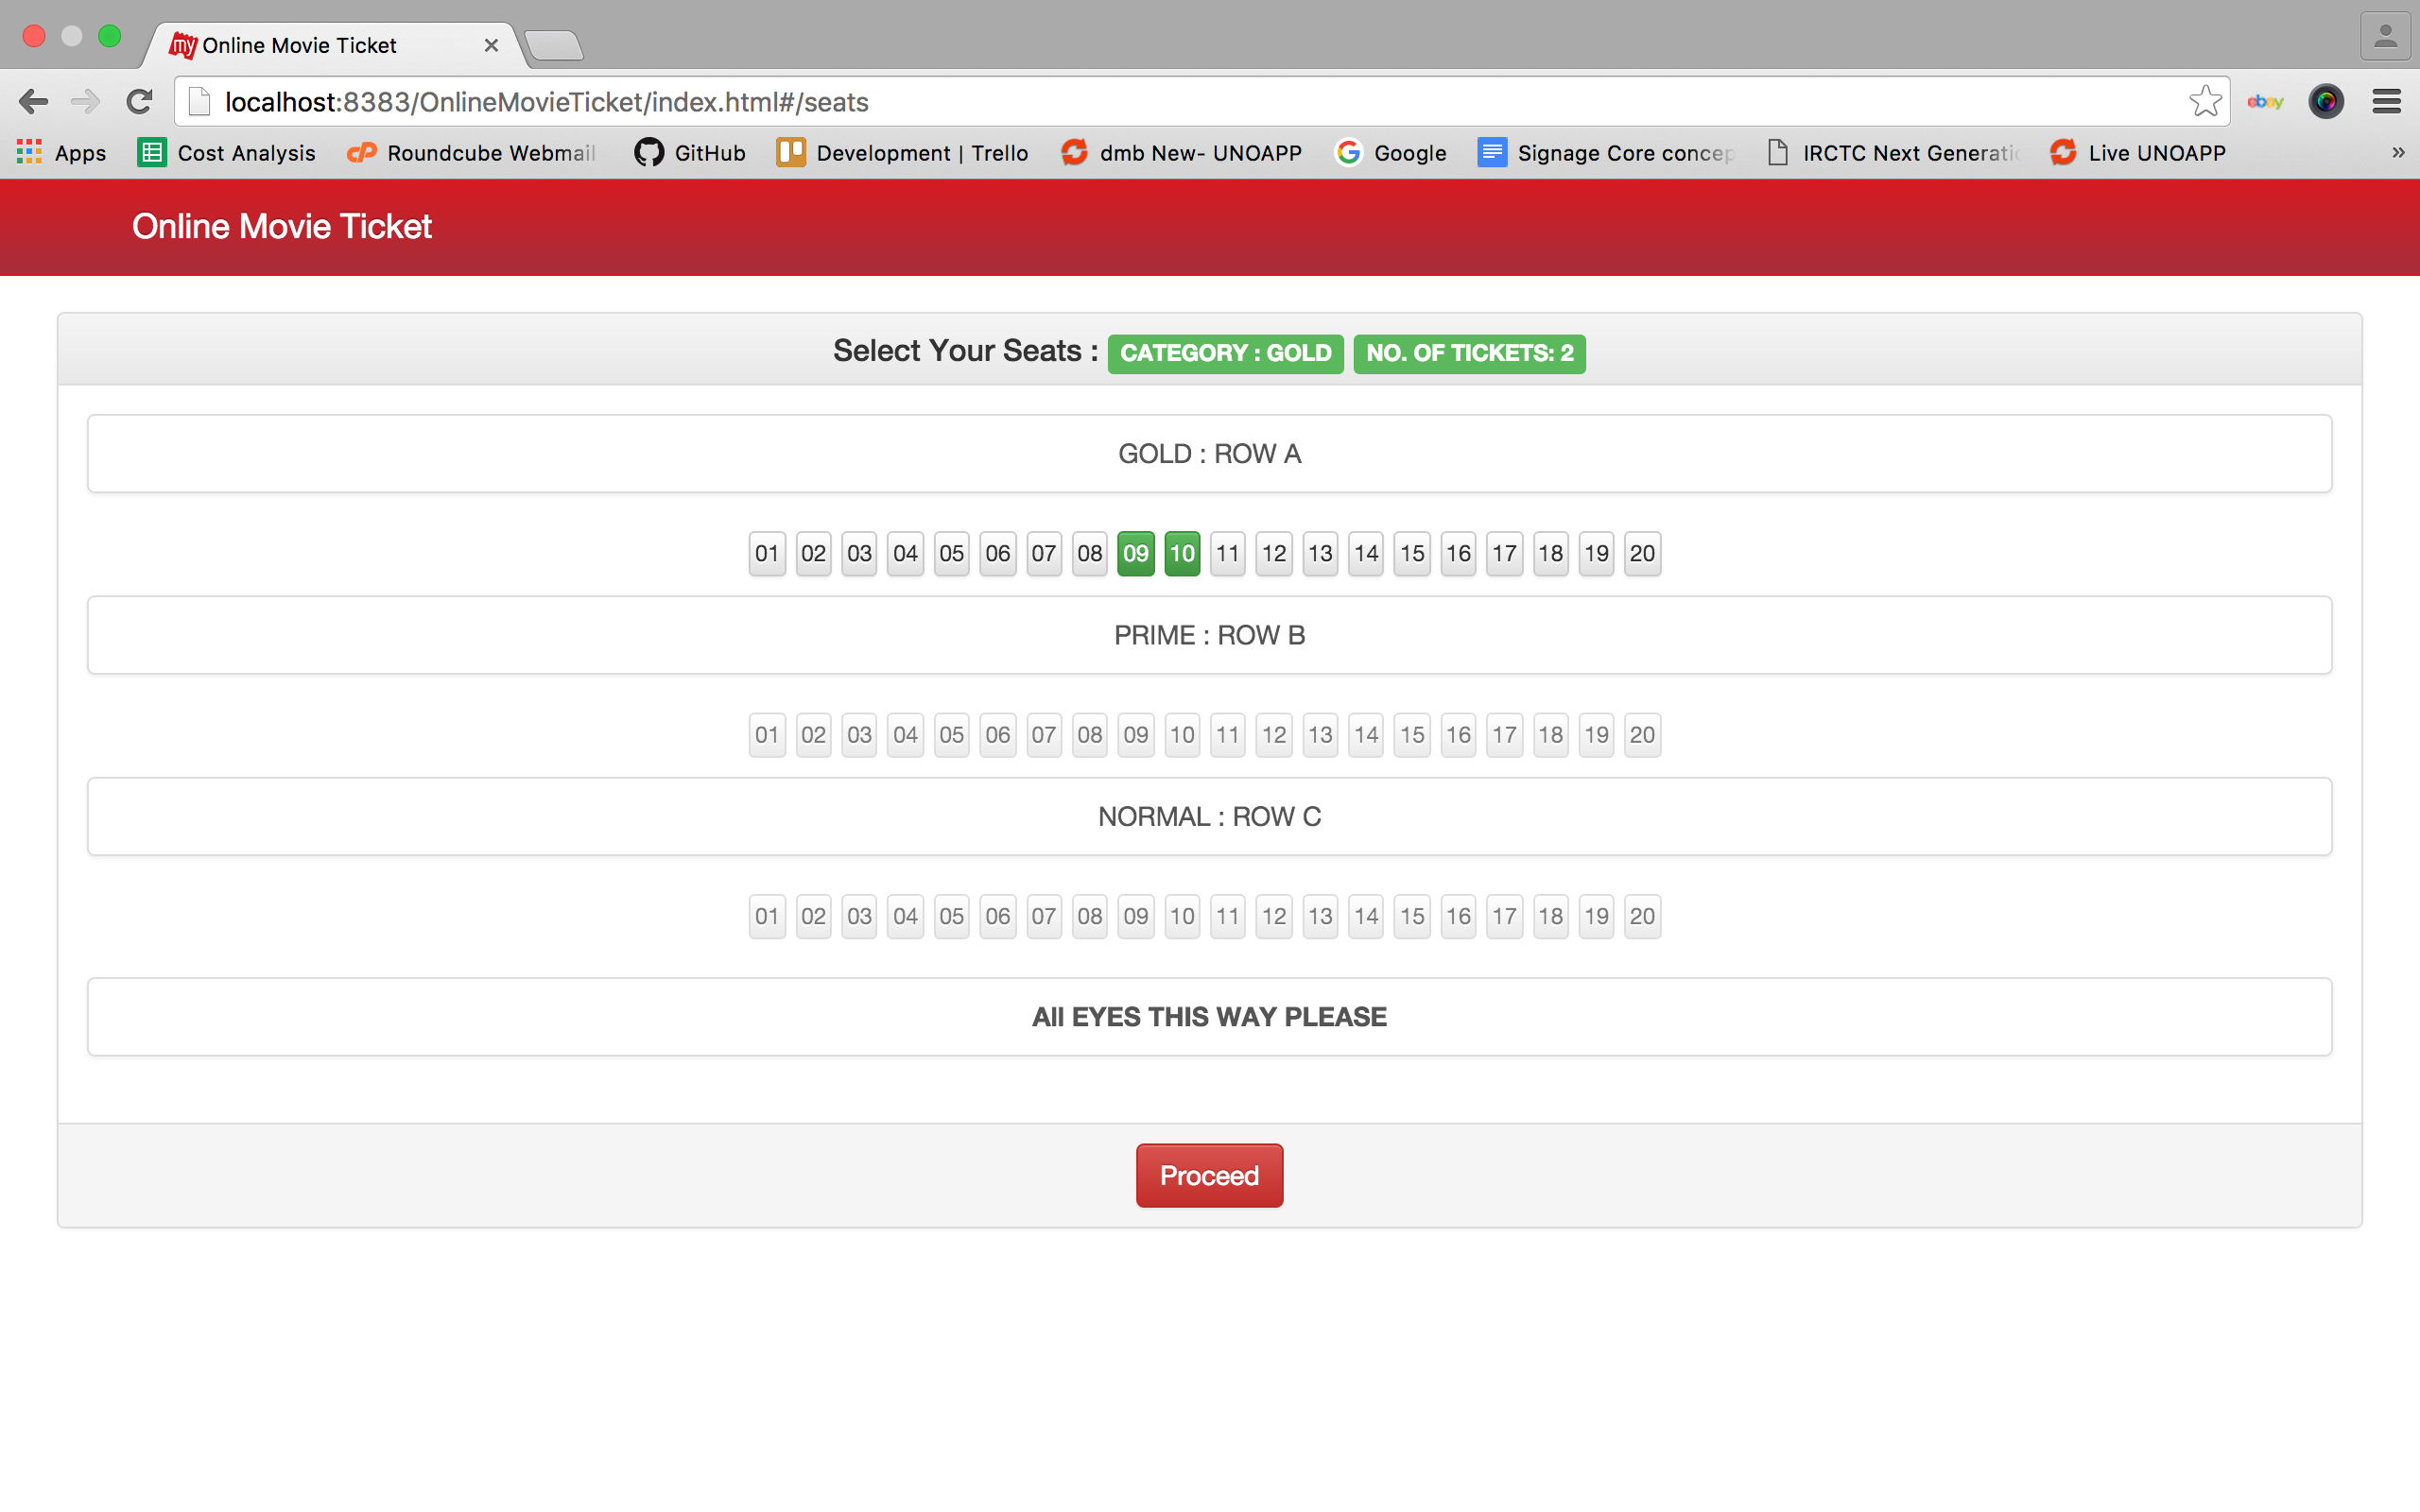 my Online Movie Ticket
localhost:8383/OnlineMovieTicket/index.html#/seats
ebay
Apps Cost Analysis cP Roundcube Webmail GitHub Development | Trello dmb New- UNOAPP Google Signage Core concep IRCTC Next Generati Live UNOAPP »
Online Movie Ticket
Select Your Seats : CATEGORY : GOLD NO. OF TICKETS: 2
GOLD : ROW A
01 02 03 04 05 06 07 08 09 10 11 12 13 14 15 16 17 18 19 20
PRIME : ROW B
01 02 03 04 05 06 07 08 09 10 11 12 13 14 15 16 17 18 19 20
NORMAL : ROW C
01 02 03 04 05 06 07 08 09 10 11 12 13 14 15 16 17 18 19 20
All EYES THIS WAY PLEASE
Proceed